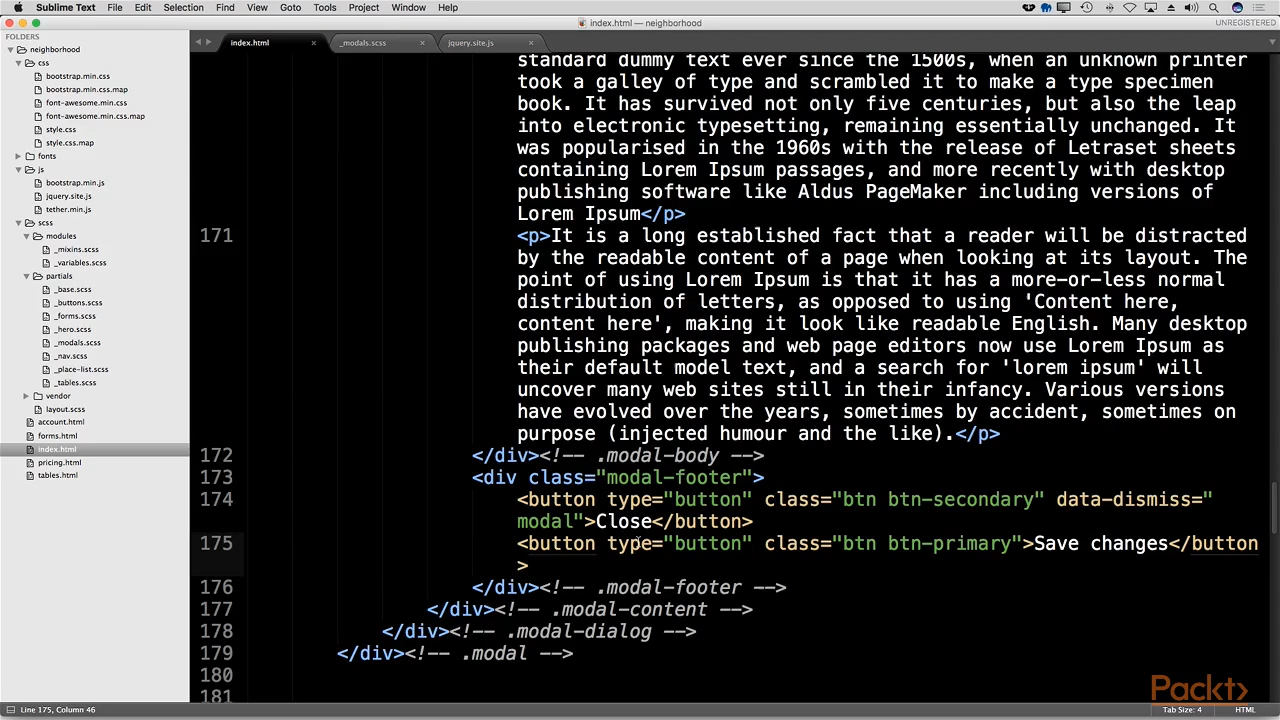 Sublime Text File Edit Selection Find View Goto Tools Project Window Help
index.html — neighborhood
UNREGISTERED
FOLDERS
index.html × _modals.scss × jquery.site.js ×
neighborhood
css
bootstrap.min.css
bootstrap.min.css.map
font-awesome.min.css
font-awesome.min.css.map
style.css
style.css.map
fonts
js
bootstrap.min.js
jquery.site.js
tether.min.js
scss
modules
_mixins.scss
_variables.scss
partials
_base.scss
_buttons.scss
_forms.scss
_hero.scss
_modals.scss
_nav.scss
_place-list.scss
_tables.scss
vendor
layout.scss
account.html
forms.html
index.html
pricing.html
tables.html
standard dummy text ever since the 1500s, when an unknown printer
took a galley of type and scrambled it to make a type specimen
book. It has survived not only five centuries, but also the leap
into electronic typesetting, remaining essentially unchanged. It
was popularised in the 1960s with the release of Letraset sheets
containing Lorem Ipsum passages, and more recently with desktop
publishing software like Aldus PageMaker including versions of
Lorem Ipsum</p>
171 <p>It is a long established fact that a reader will be distracted
by the readable content of a page when looking at its layout. The
point of using Lorem Ipsum is that it has a more-or-less normal
distribution of letters, as opposed to using 'Content here,
content here', making it look like readable English. Many desktop
publishing packages and web page editors now use Lorem Ipsum as
their default model text, and a search for 'lorem ipsum' will
uncover many web sites still in their infancy. Various versions
have evolved over the years, sometimes by accident, sometimes on
purpose (injected humour and the like).</p>
172 </div><!-- .modal-body -->
173 <div class="modal-footer">
174 <button type="button" class="btn btn-secondary" data-dismiss="
modal">Close</button>
175 <button type="button" class="btn btn-primary">Save changes</button
>
176 </div><!-- .modal-footer -->
177 </div><!-- .modal-content -->
178 </div><!-- .modal-dialog -->
179 </div><!-- .modal -->
180
181
Packt>
Line 175, Column 46
Tab Size: 4
HTML